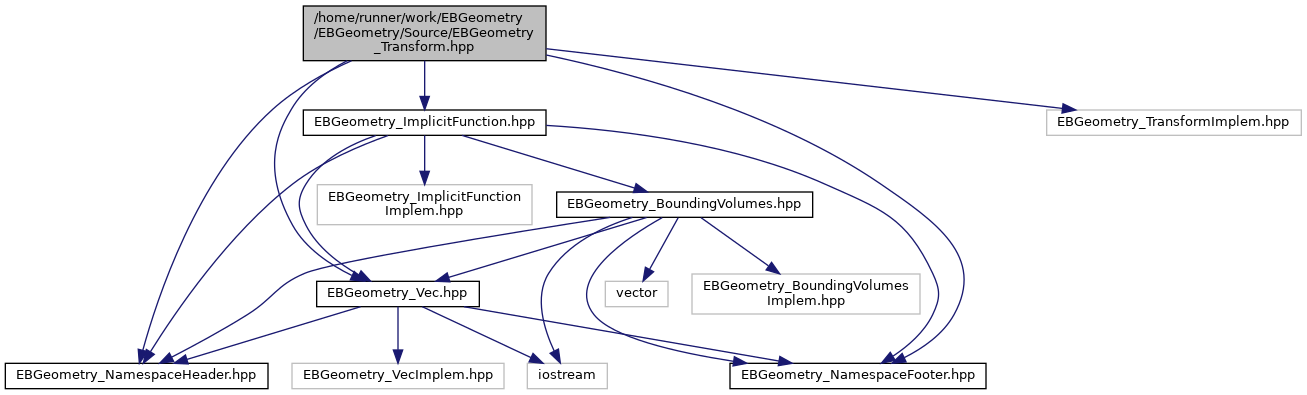 /home/runner/work/EBGeometry
/EBGeometry/Source/EBGeometry
_Transform.hpp
EBGeometry_ImplicitFunction.hpp
EBGeometry_TransformImplem.hpp
EBGeometry_ImplicitFunction
Implem.hpp
EBGeometry_BoundingVolumes.hpp
EBGeometry_Vec.hpp
vector
EBGeometry_BoundingVolumes
Implem.hpp
EBGeometry_NamespaceHeader.hpp
EBGeometry_VecImplem.hpp
iostream
EBGeometry_NamespaceFooter.hpp